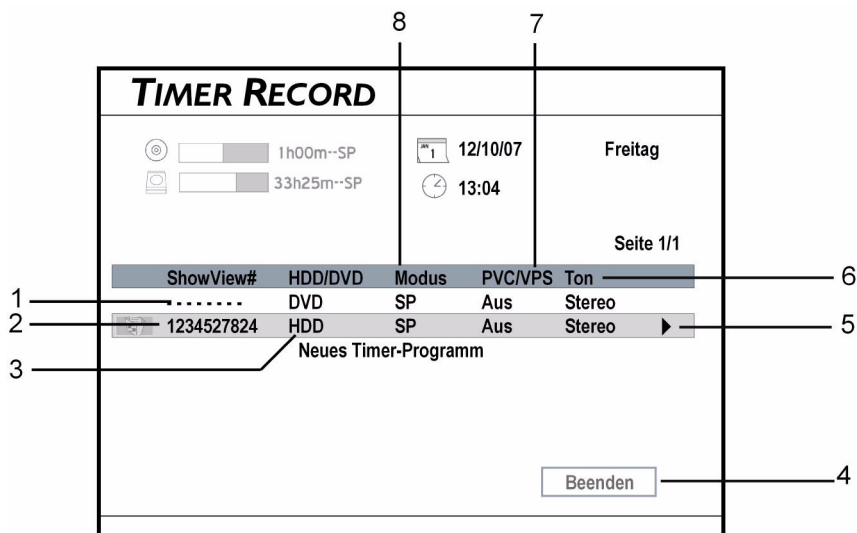 8 7
TIMER RECORD
1h00m--SP JAN 1 12/10/07 Freitag
33h25m--SP 13:04
Seite 1/1
ShowView# HDD/DVD Modus PVC/VPS Ton 6
1 ------- DVD SP Aus Stereo
2 1234527824 HDD SP Aus Stereo 5
3 Neues Timer-Programm
Beenden 4